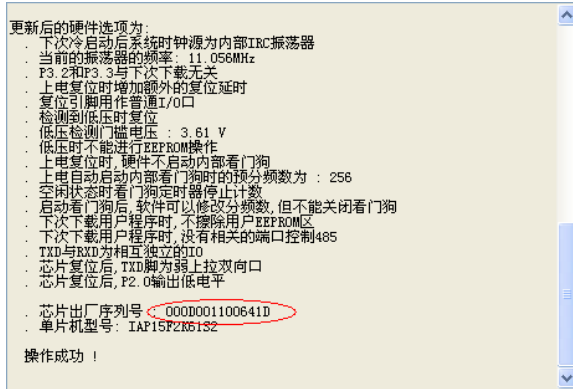 更新后的硬件选项为:
. 下次冷启动后系统时钟源为内部IRC振荡器
. 当前的振荡器的频率: 11.056MHz
. P3.2和P3.3与下次下载无关
. 上电复位时增加额外的复位延时
. 复位引脚用作普通I/O口
. 检测到低压时复位
. 低压检测门槛电压 : 3.61 V
. 低压时不能进行EEPROM操作
. 上电复位时,硬件不启动内部看门狗
. 上电自动启动内部看门狗时的预分频数为 : 256
. 空闲状态时看门狗定时器停止计数
. 启动看门狗后,软件可以修改分频数,但不能关闭看门狗
. 下次下载用户程序时,不擦除用户EEPROM区
. 下次下载用户程序时,没有相关的端口控制485
. TXD与RXD为相互独立的IO
. 芯片复位后,TXD脚为弱上拉双向口
. 芯片复位后,P2.0输出低电平
. 芯片出厂序列号 : 000D001100641D
. 单片机型号: IAP15F2K61S2
操作成功 !